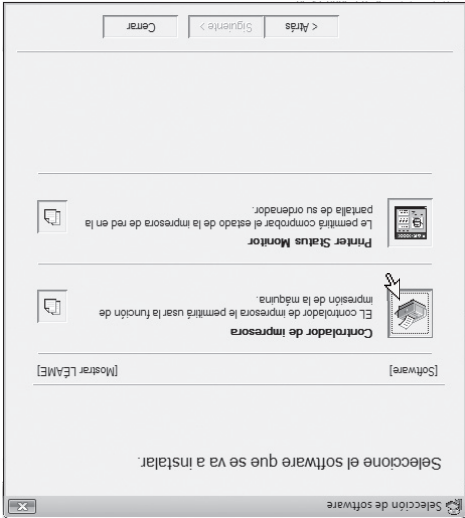 Selección de software
Seleccione el software que se va a instalar.
[Software] [Mostrar LÉAME]
Controlador de impresora
EL controlador de impresora le permitirá usar la función de
impresión de la máquina.
Printer Status Monitor
Le permitirá comprobar el estado de la impresora de red en la
pantalla de su ordenador.
< Atrás Siguiente > Cerrar